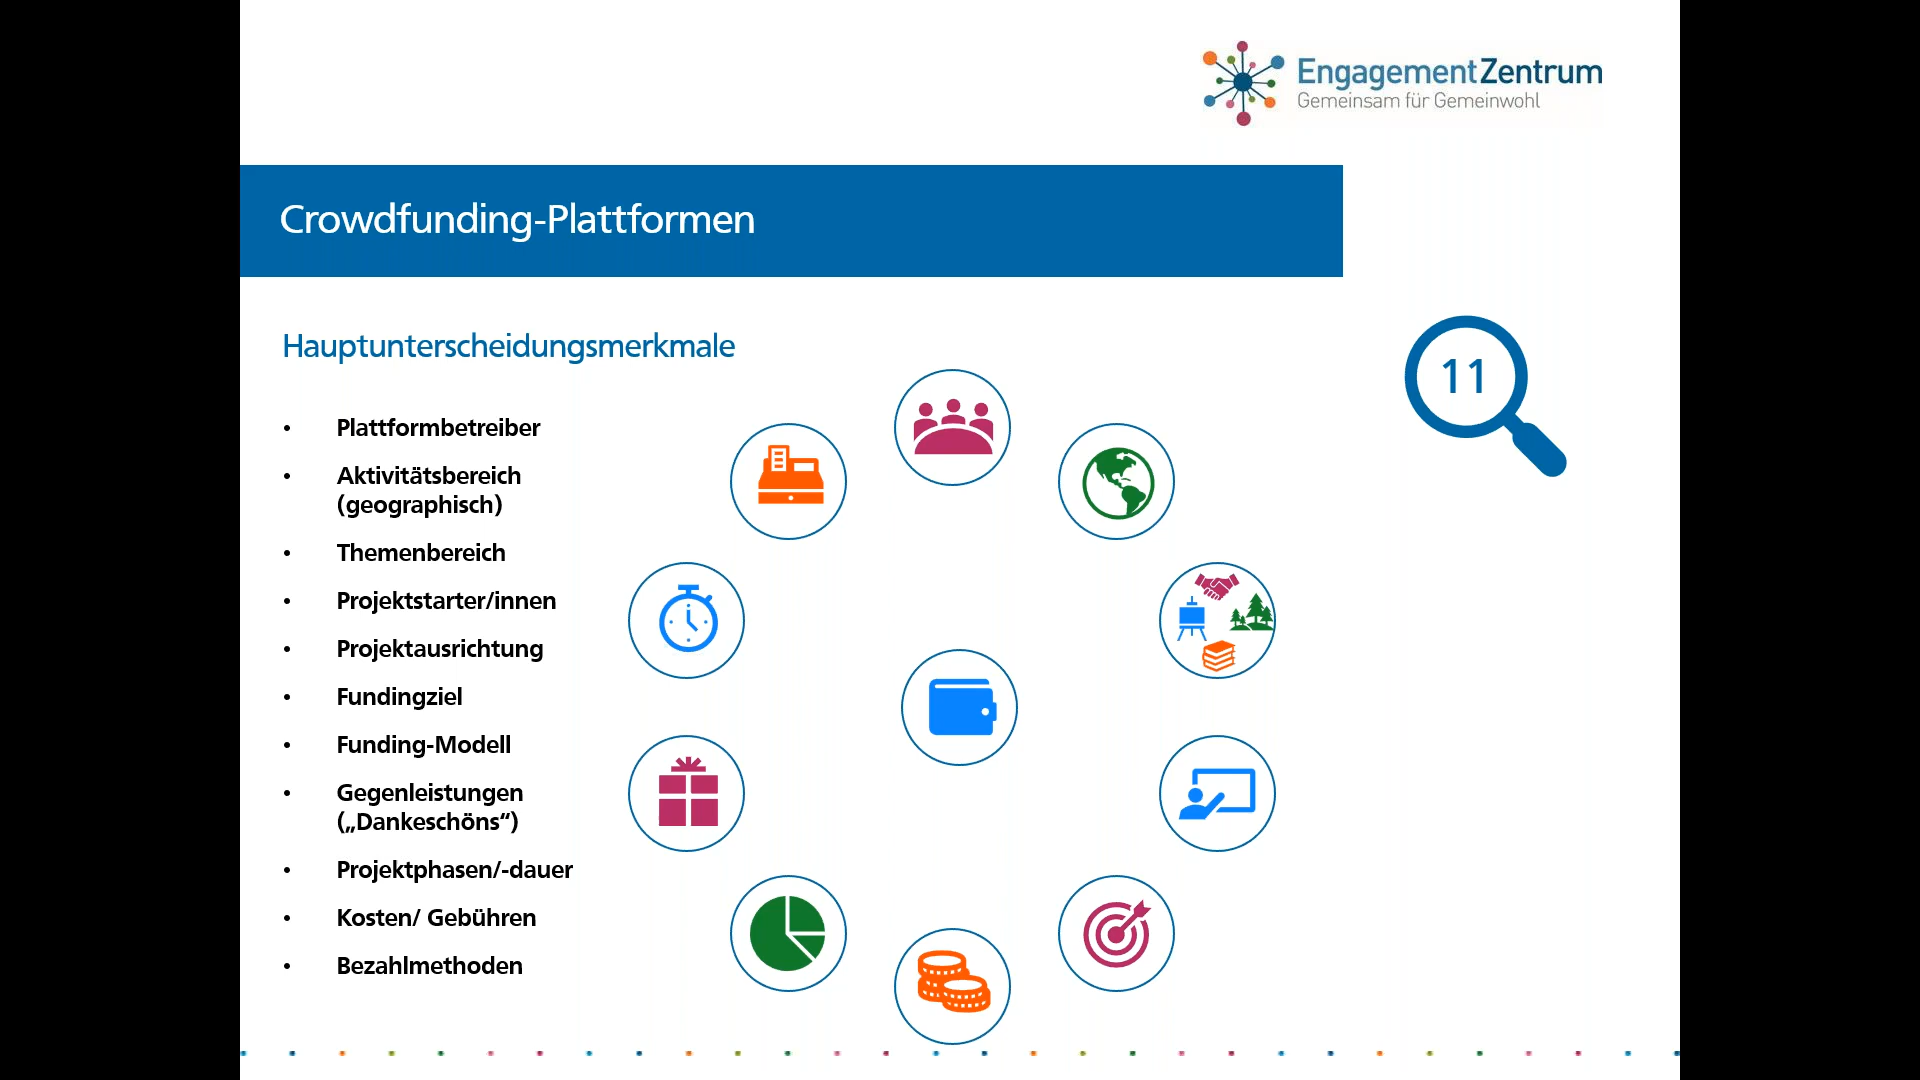 EngagementZentrum
Gemeinsam für Gemeinwohl
Crowdfunding-Plattformen
Hauptunterscheidungsmerkmale
11
• Plattformbetreiber
• Aktivitätsbereich
(geographisch)
• Themenbereich
• Projektstarter/innen
• Projektausrichtung
• Fundingziel
• Funding-Modell
• Gegenleistungen
(„Dankeschöns“)
• Projektphasen/-dauer
• Kosten/ Gebühren
• Bezahlmethoden